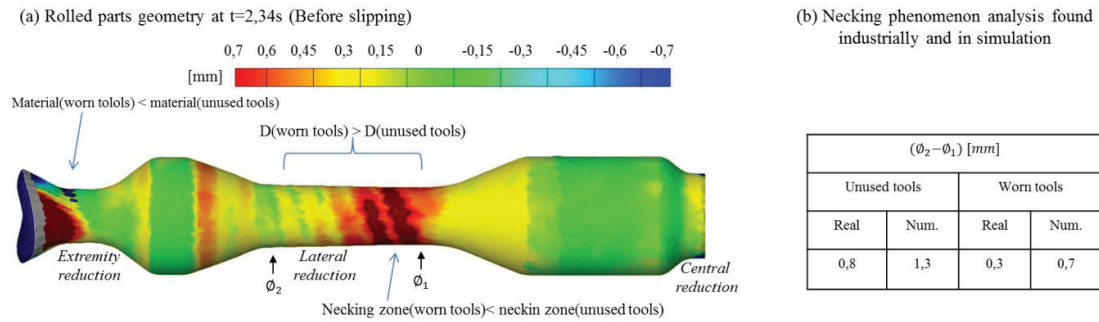 (a) Rolled parts geometry at t=2,34s (Before slipping)
0,7 0,6 0,45 0,3 0,15 0 -0,15 -0,3 -0,45 -0,6 -0,7
[mm]
Material(worn tolols) < material(unused tools)
D(worn tools) > D(unused tools)
Extremity
reduction
Ø₂
Lateral
reduction
Ø₁
Central
reduction
Necking zone(worn tools)< neckin zone(unused tools)
(b) Necking phenomenon analysis found
industrially and in simulation
(Ø₂−Ø₁) [mm]
Unused tools Worn tools
Real Num. Real Num.
0,8 1,3 0,3 0,7